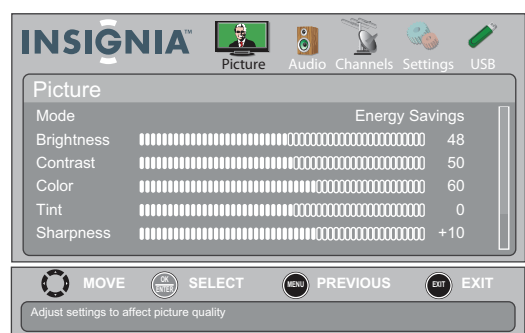 INSIGNIA™
Picture Audio Channels Settings USB
Picture
Mode Energy Savings
Brightness 48
Contrast 50
Color 60
Tint 0
Sharpness +10
MOVE OK ENTER SELECT MENU PREVIOUS EXIT EXIT
Adjust settings to affect picture quality